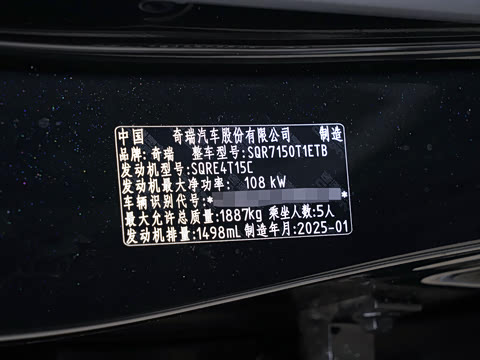 中国 奇瑞汽车股份有限公司 制造
品牌: 奇瑞 整车型号:SQR7150T1ETB
发动机型号:SQRE4T15C
发动机最大净功率: 108 kW
车辆识别代号:* *
最大允许总质量:1887kg 乘坐人数:5人
发动机排量:1498mL 制造年月:2025-01